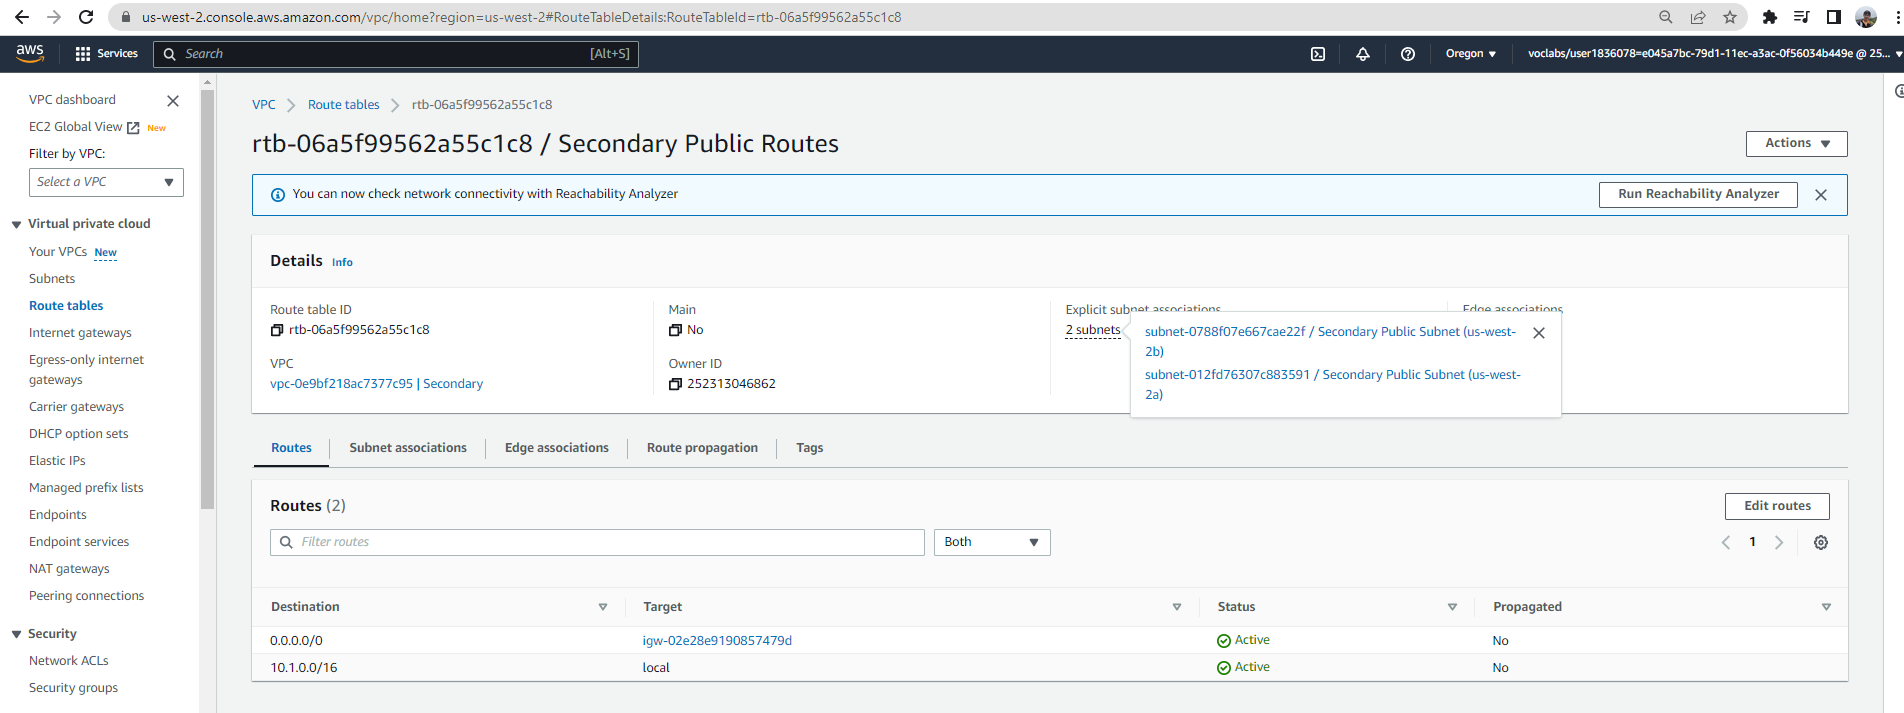 us-west-2.console.aws.amazon.com/vpc/home?region=us-west-2#RouteTableDetails:RouteTableId=rtb-06a5f99562a55c1c8
aws
Services
Search
[Alt+S]
Oregon
voclabs/user1836078=e045a7bc-79d1-11ec-a3ac-0f56034b449e @ 25...
VPC dashboard
EC2 Global View New
Filter by VPC:
Select a VPC
Virtual private cloud
Your VPCs New
Subnets
Route tables
Internet gateways
Egress-only internet
gateways
Carrier gateways
DHCP option sets
Elastic IPs
Managed prefix lists
Endpoints
Endpoint services
NAT gateways
Peering connections
Security
Network ACLs
Security groups
VPC
Route tables
rtb-06a5f99562a55c1c8
rtb-06a5f99562a55c1c8 / Secondary Public Routes
Actions
You can now check network connectivity with Reachability Analyzer
Run Reachability Analyzer
Details Info
Route table ID
rtb-06a5f99562a55c1c8
VPC
vpc-0e9bf218ac7377c95 | Secondary
Main
No
Owner ID
252313046862
Explicit subnet associations
2 subnets
subnet-0788f07e667cae22f / Secondary Public Subnet (us-west-
2b)
subnet-012fd76307c883591 / Secondary Public Subnet (us-west-
2a)
Edge associations
Routes
Subnet associations
Edge associations
Route propagation
Tags
Routes (2)
Edit routes
Filter routes
Both
1
Destination Target Status Propagated
0.0.0.0/0 igw-02e28e9190857479d Active No
10.1.0.0/16 local Active No